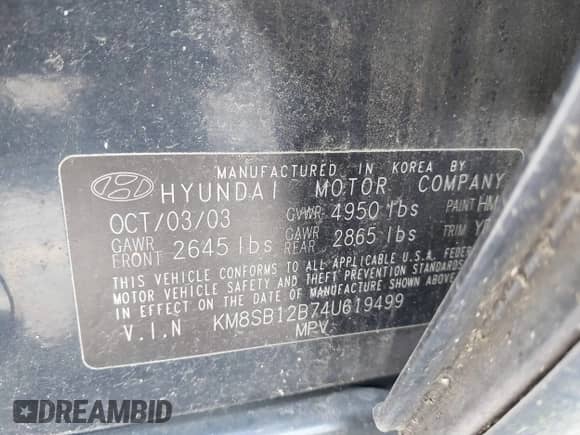 MANUFACTURED IN KOREA BY
HYUNDAI MOTOR COMPANY
OCT/03/03 GVWR 4950 lbs PAINT HM
GAWR FRONT 2645 lbs GAWR REAR 2865 lbs TRIM
THIS VEHICLE CONFORMS TO ALL APPLICABLE U.S.A. FEDER
MOTOR VEHICLE SAFETY AND THEFT PREVENTION STANDARDS
IN EFFECT ON THE DATE OF MANUFACTURE SHOWN ABOVE
V.I.N KM8SB12B74U619499
MPV
DREAMBID